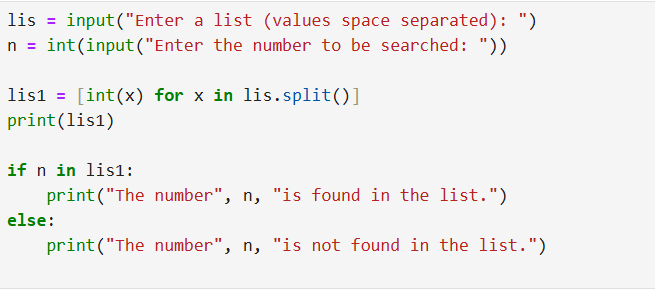 lis = input("Enter a list (values space separated): ")
n = int(input("Enter the number to be searched: "))
lis1 = [int(x) for x in lis.split()]
print(lis1)
if n in lis1:
    print("The number", n, "is found in the list.")
else:
    print("The number", n, "is not found in the list.")